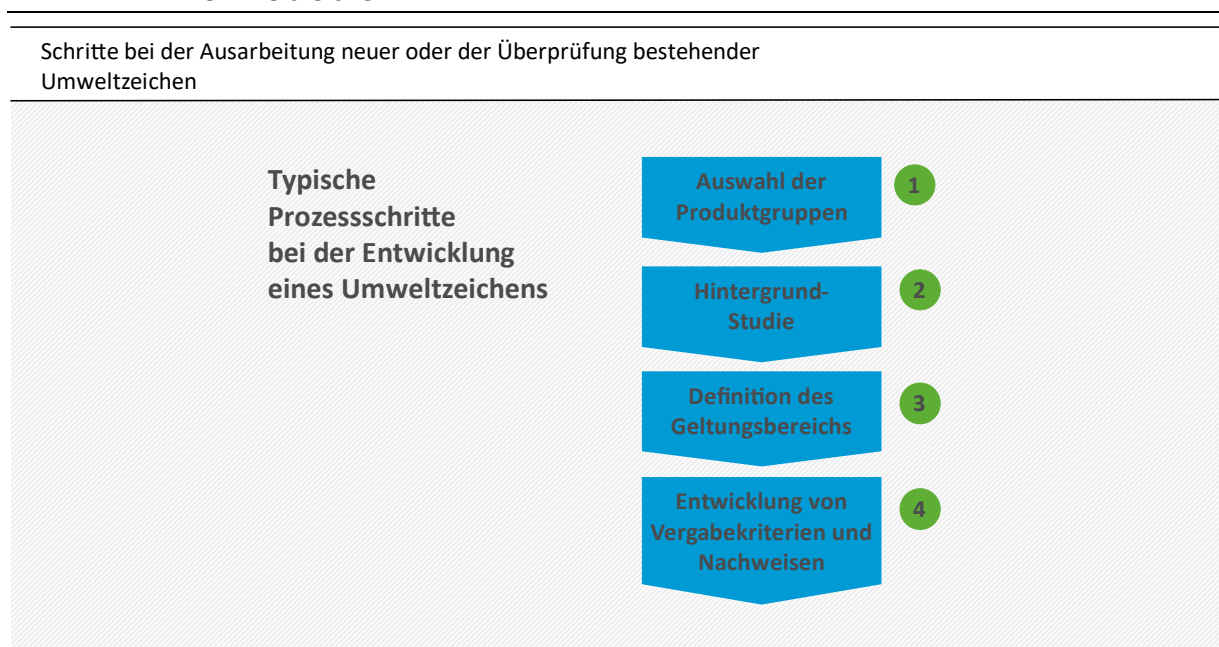 Schritte bei der Ausarbeitung neuer oder der Überprüfung bestehender
Umweltzeichen
Typische
Prozessschritte
bei der Entwicklung
eines Umweltzeichens
Auswahl der
Produktgruppen
1
Hintergrund-
Studie
2
Definition des
Geltungsbereichs
3
Entwicklung von
Vergabekriterien und
Nachweisen
4